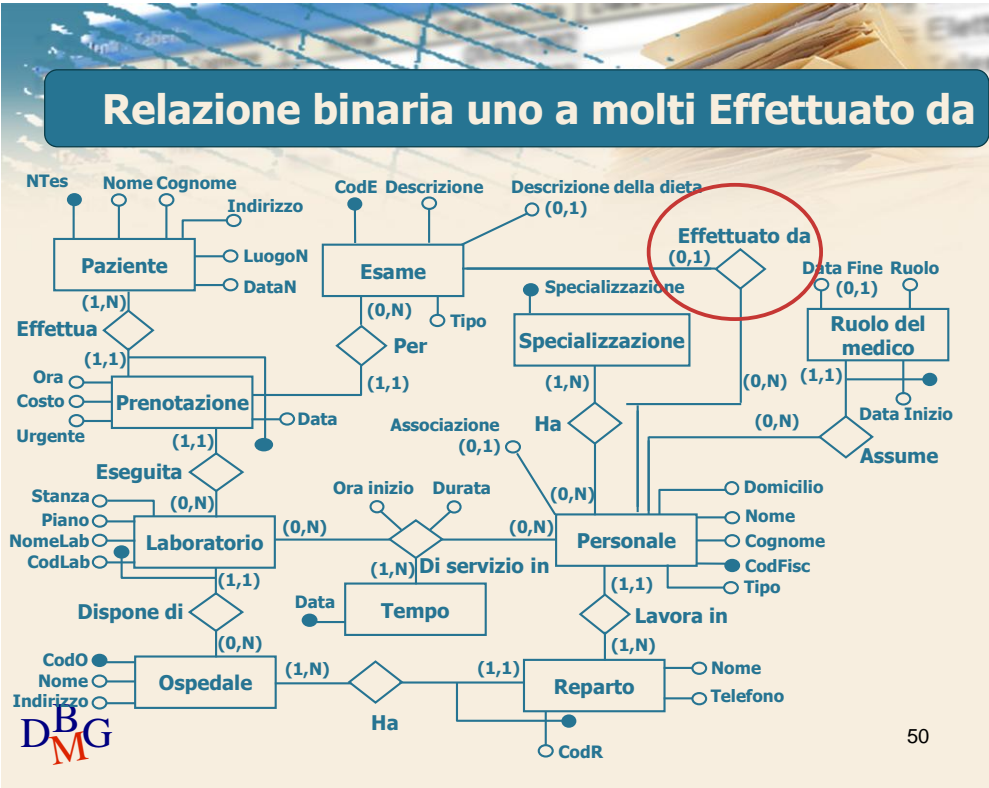 Relazione binaria uno a molti Effettuato da
NTes
Nome Cognome
Indirizzo
LuogoN
DataN
Paziente
(1,N)
Effettua
(1,1)
CodE Descrizione
Descrizione della dieta
(0,1)
Esame
(0,N)
Tipo
Per
(1,1)
Effettuato da
(0,1)
(0,N)
Specializzazione
Specializzazione
(1,N)
Ha
(0,N)
Data Fine Ruolo
(0,1)
Ruolo del
medico
(1,1)
Data Inizio
(0,N)
Assume
Ora
Costo
Urgente
Prenotazione
Data
(1,1)
Eseguita
(0,N)
Associazione
(0,1)
Stanza
Piano
NomeLab
CodLab
Laboratorio
(0,N)
Ora inizio Durata
(0,N)
(1,N) Di servizio in
Data
Tempo
Personale
Domicilio
Nome
Cognome
CodFisc
Tipo
(1,1)
Dispone di
(0,N)
(1,1)
Lavora in
(1,N)
CodO
Nome
Indirizzo
Ospedale
(1,N)
Ha
(1,1)
Reparto
Nome
Telefono
CodR
DBMG
50